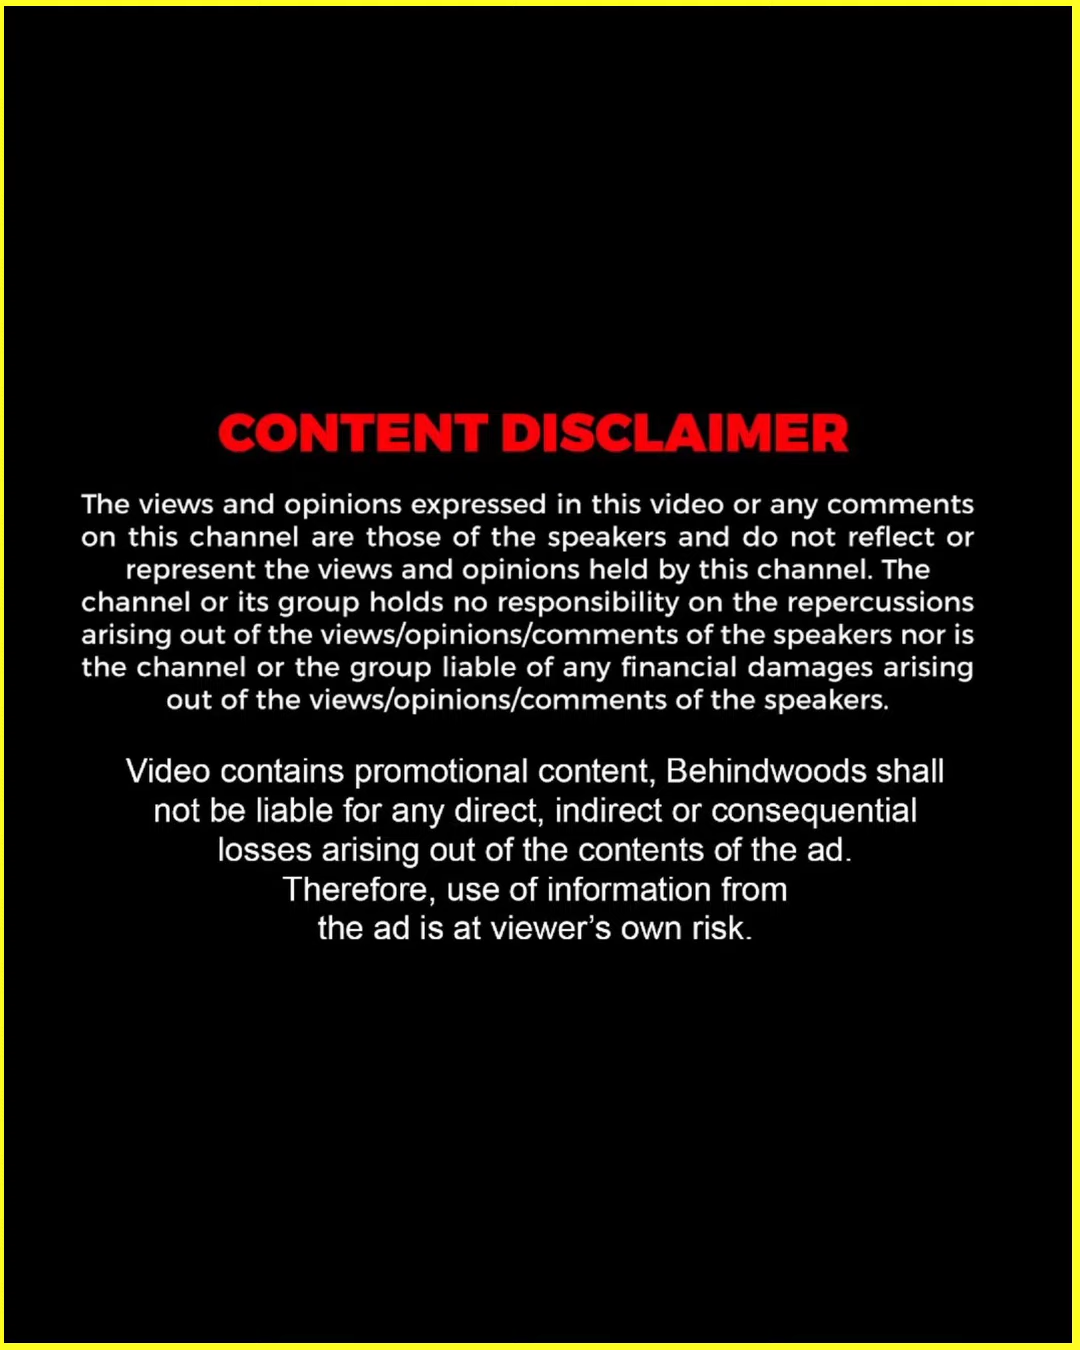 CONTENT DISCLAIMER
The views and opinions expressed in this video or any comments
on this channel are those of the speakers and do not reflect or
represent the views and opinions held by this channel. The
channel or its group holds no responsibility on the repercussions
arising out of the views/opinions/comments of the speakers nor is
the channel or the group liable of any financial damages arising
out of the views/opinions/comments of the speakers.
Video contains promotional content, Behindwoods shall
not be liable for any direct, indirect or consequential
losses arising out of the contents of the ad.
Therefore, use of information from
the ad is at viewer’s own risk.